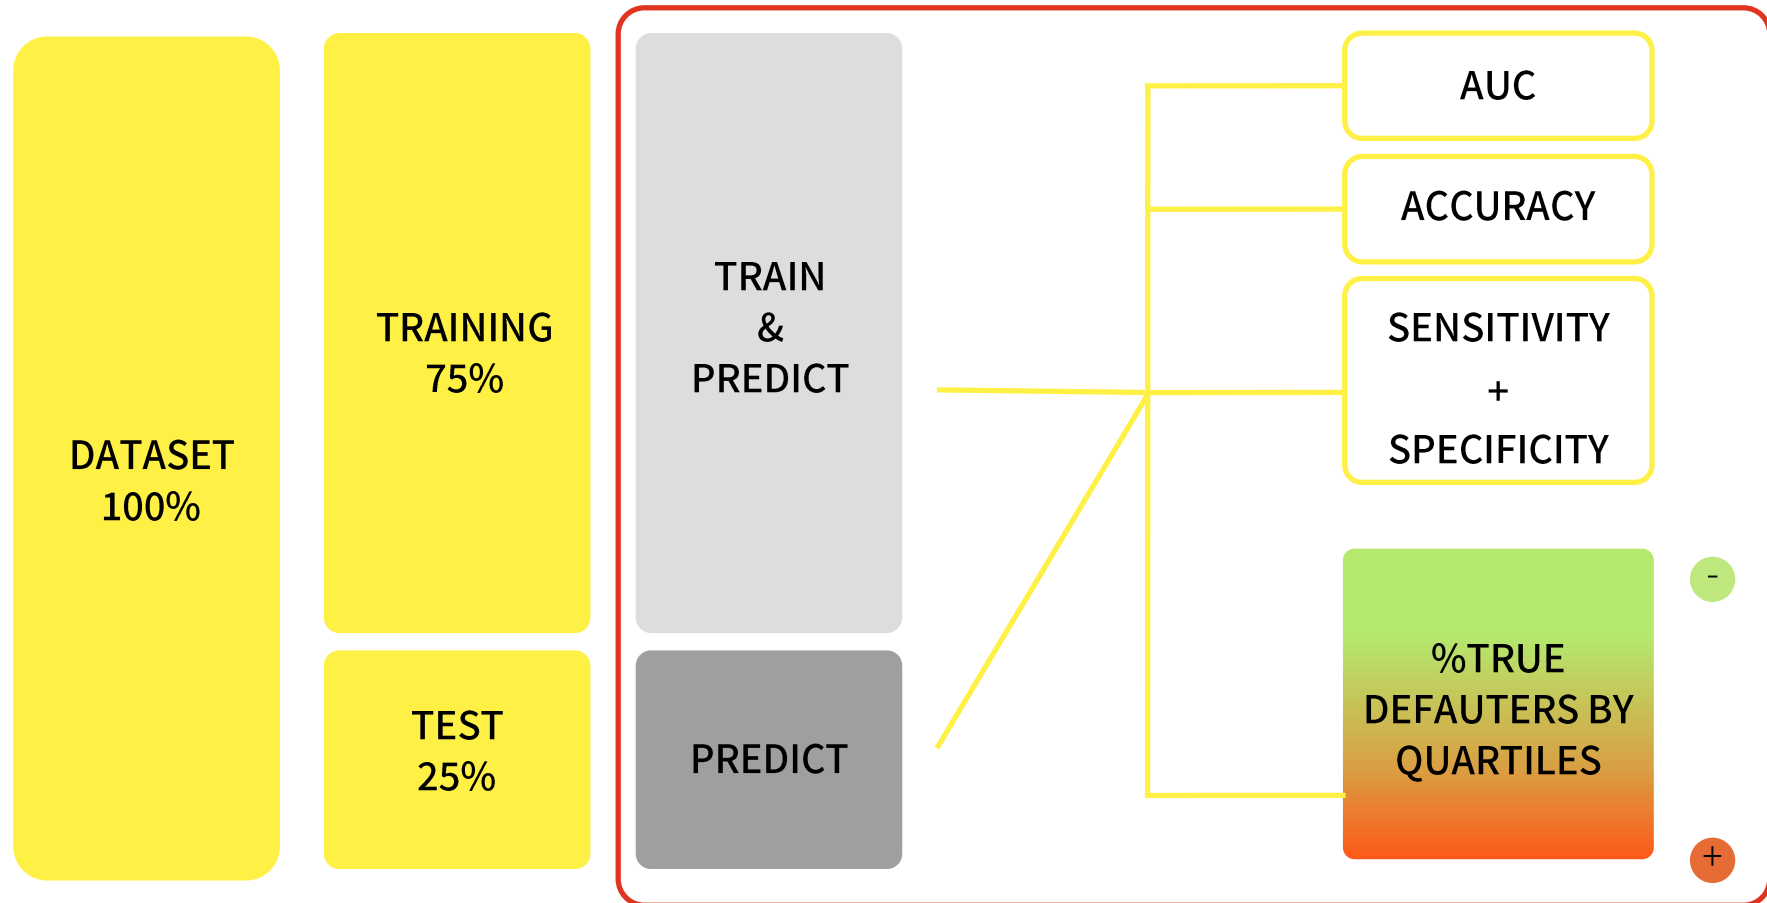 DATASET
100%
TRAINING
75%
TEST
25%
TRAIN
&
PREDICT
PREDICT
AUC
ACCURACY
SENSITIVITY
+
SPECIFICITY
%TRUE
DEFAUTERS BY
QUARTILES
-
+